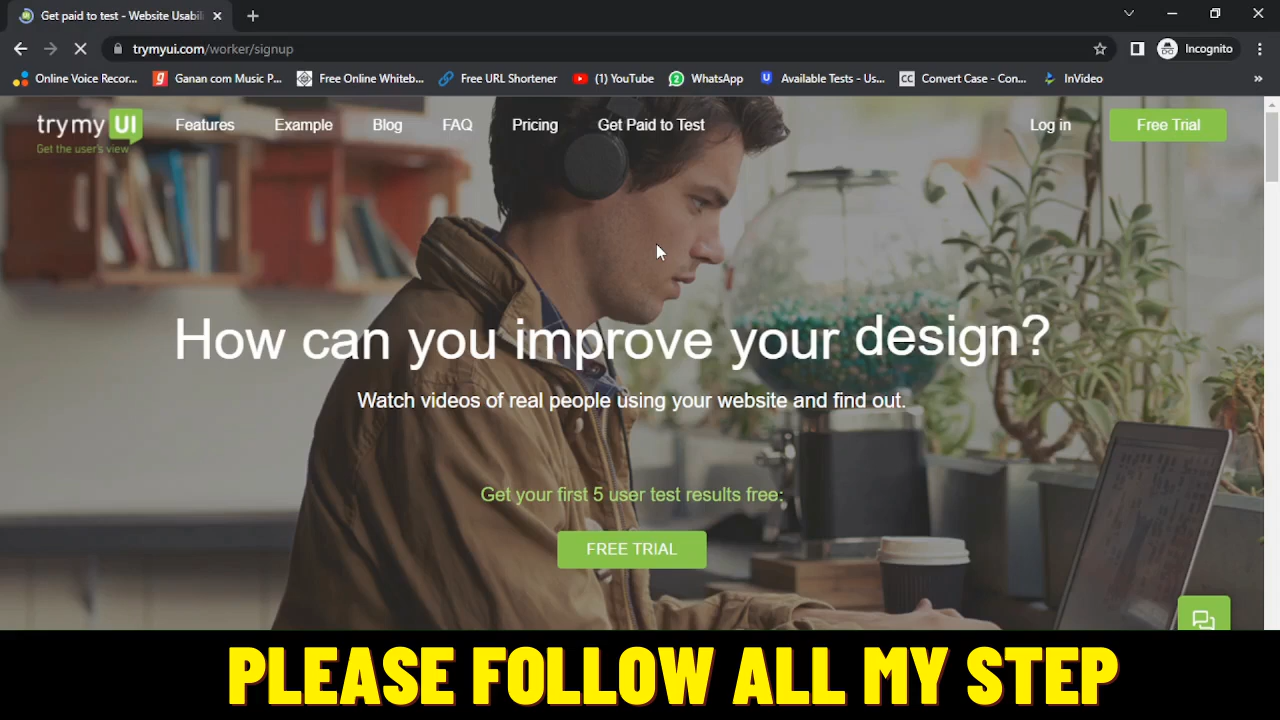 Get paid to test - Website Usabil
trymyui.com/worker/signup
Incognito
Online Voice Recor...
Ganan com Music P...
Free Online Whiteb...
Free URL Shortener
(1) YouTube
2
WhatsApp
U
Available Tests - Us...
CC
Convert Case - Con...
InVideo
»
trymy UI
Get the user's view
Features
Example
Blog
FAQ
Pricing
Get Paid to Test
Log in
Free Trial
How can you improve your design?
Watch videos of real people using your website and find out.
Get your first 5 user test results free:
FREE TRIAL
PLEASE FOLLOW ALL MY STEP